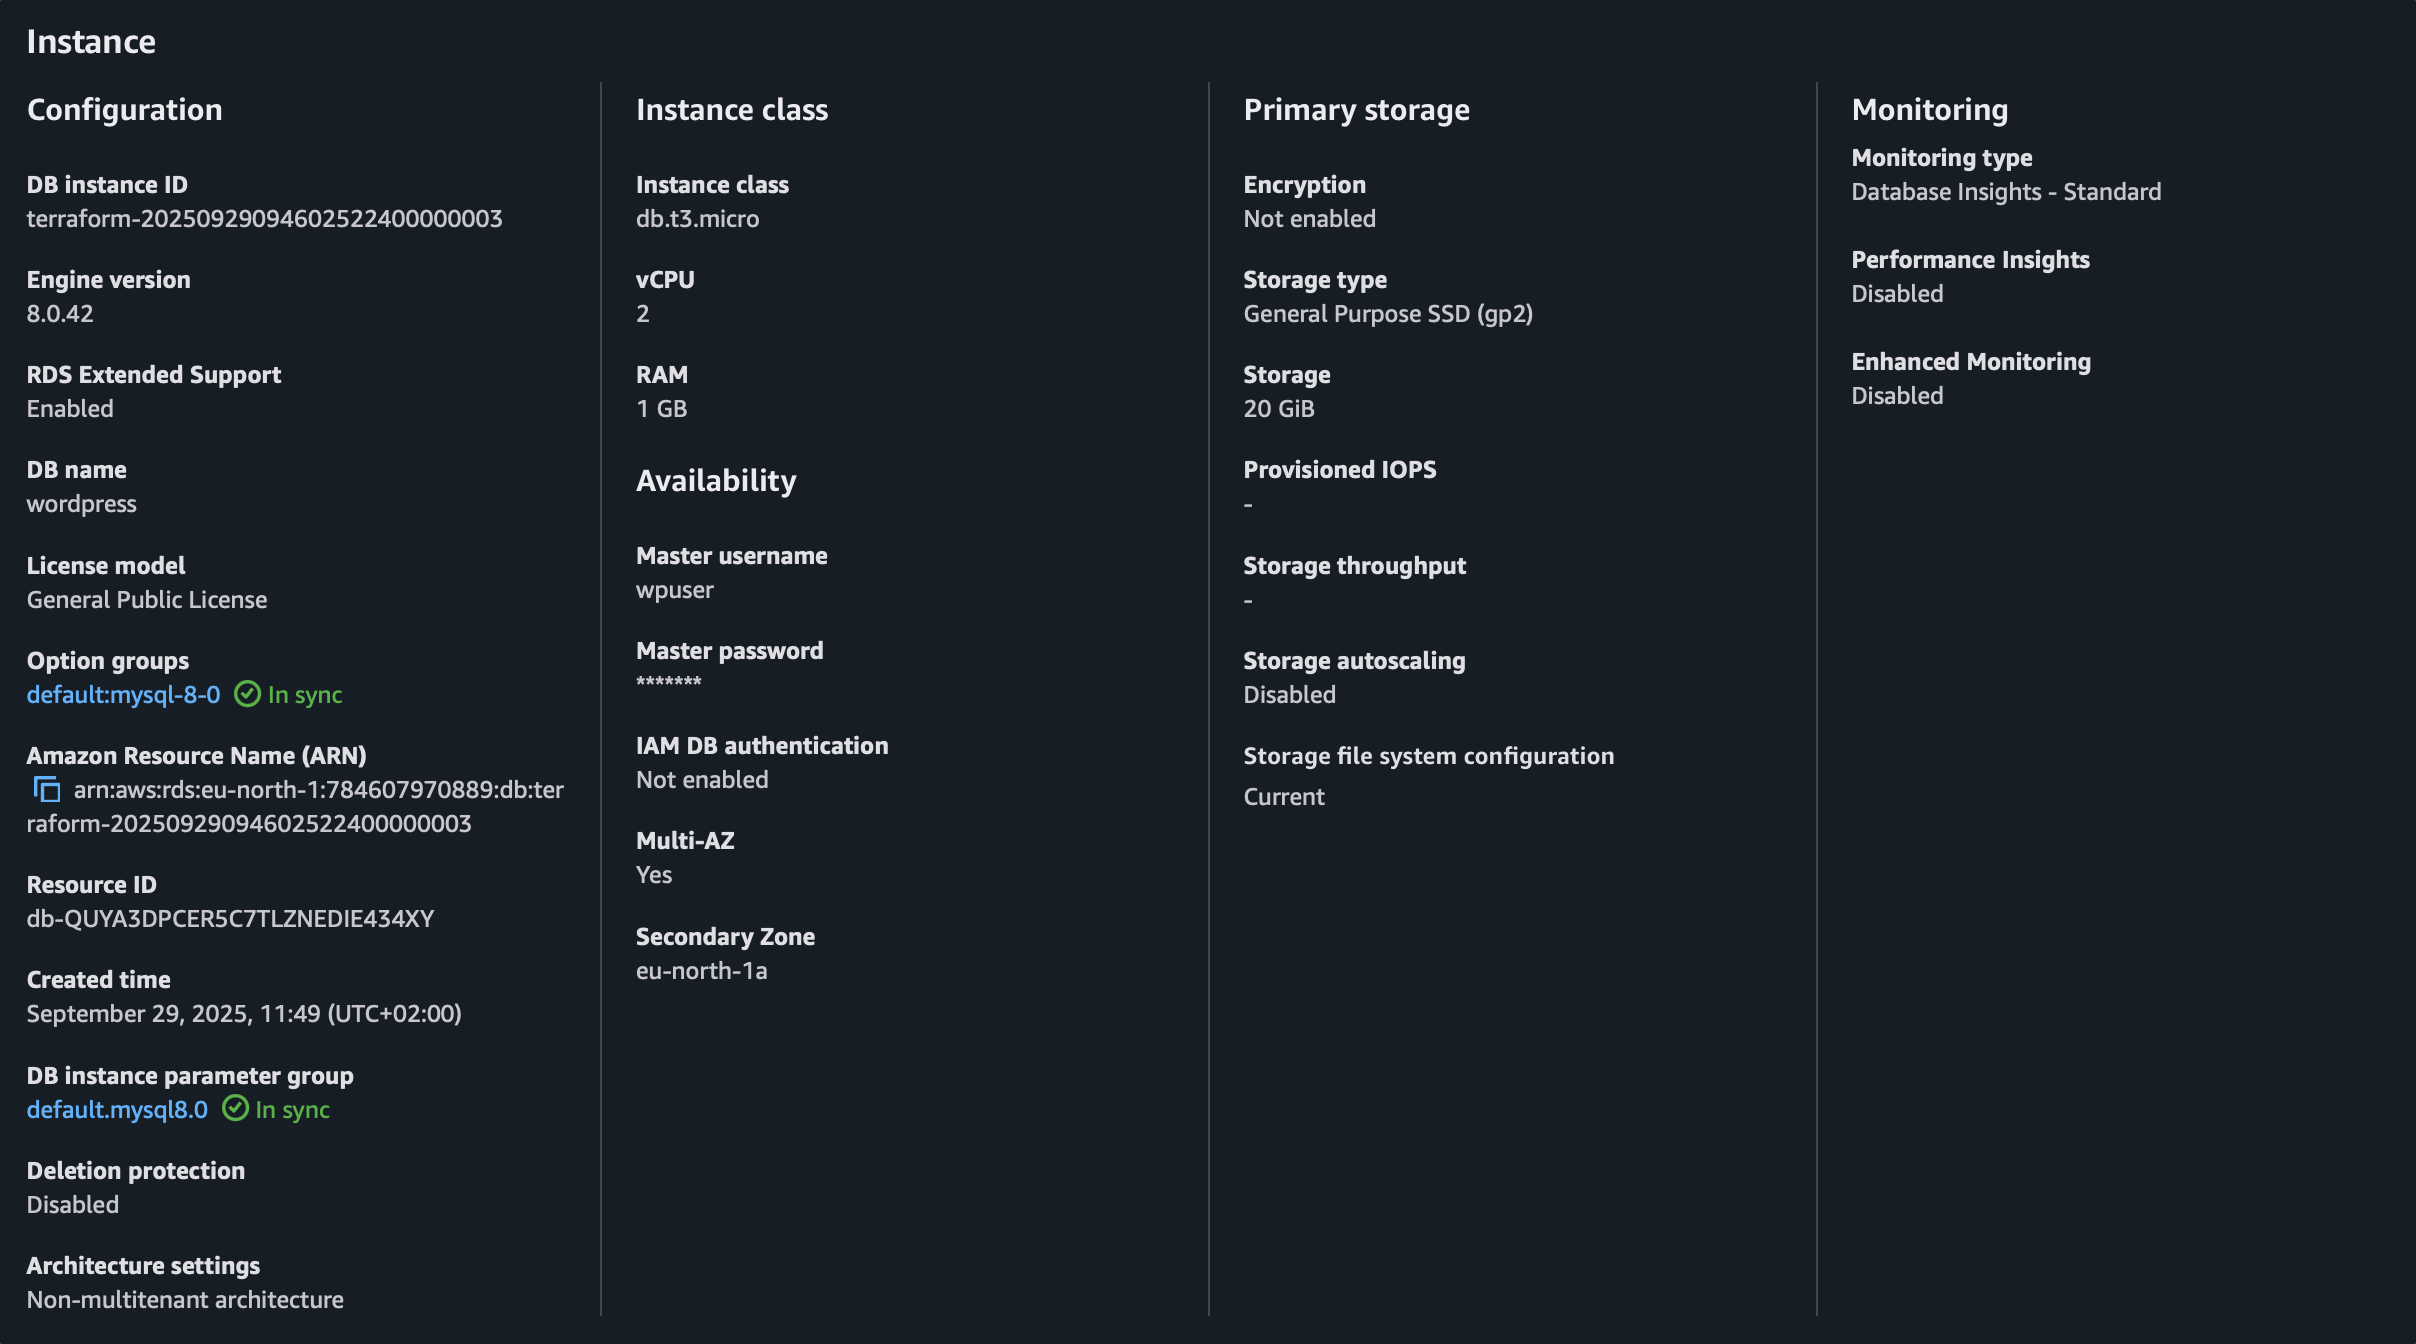 Instance
Configuration
DB instance ID
terraform-20250929094602522400000003
Engine version
8.0.42
RDS Extended Support
Enabled
DB name
wordpress
License model
General Public License
Option groups
default:mysql-8-0 In sync
Amazon Resource Name (ARN)
arn:aws:rds:eu-north-1:784607970889:db:ter
raform-20250929094602522400000003
Resource ID
db-QUYA3DPCER5C7TLZNEDIE434XY
Created time
September 29, 2025, 11:49 (UTC+02:00)
DB instance parameter group
default.mysql8.0 In sync
Deletion protection
Disabled
Architecture settings
Non-multitenant architecture
Instance class
Instance class
db.t3.micro
vCPU
2
RAM
1 GB
Availability
Master username
wpuser
Master password
*******
IAM DB authentication
Not enabled
Multi-AZ
Yes
Secondary Zone
eu-north-1a
Primary storage
Encryption
Not enabled
Storage type
General Purpose SSD (gp2)
Storage
20 GiB
Provisioned IOPS
-
Storage throughput
-
Storage autoscaling
Disabled
Storage file system configuration
Current
Monitoring
Monitoring type
Database Insights - Standard
Performance Insights
Disabled
Enhanced Monitoring
Disabled